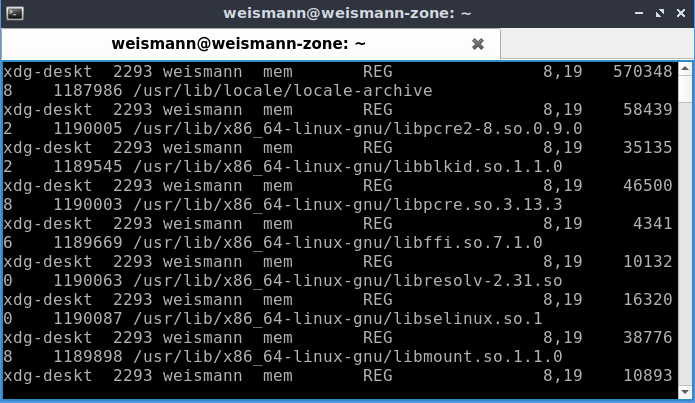 weismann@weismann-zone: ~
weismann@weismann-zone: ~
xdg-deskt  2293 weismann  mem       REG               8,19   570348
8    1187986 /usr/lib/locale/locale-archive
xdg-deskt  2293 weismann  mem       REG               8,19    58439
2    1190005 /usr/lib/x86_64-linux-gnu/libpcre2-8.so.0.9.0
xdg-deskt  2293 weismann  mem       REG               8,19    35135
2    1189545 /usr/lib/x86_64-linux-gnu/libblkid.so.1.1.0
xdg-deskt  2293 weismann  mem       REG               8,19    46500
8    1190003 /usr/lib/x86_64-linux-gnu/libpcre.so.3.13.3
xdg-deskt  2293 weismann  mem       REG               8,19     4341
6    1189669 /usr/lib/x86_64-linux-gnu/libffi.so.7.1.0
xdg-deskt  2293 weismann  mem       REG               8,19    10132
0    1190063 /usr/lib/x86_64-linux-gnu/libresolv-2.31.so
xdg-deskt  2293 weismann  mem       REG               8,19    16320
0    1190087 /usr/lib/x86_64-linux-gnu/libselinux.so.1
xdg-deskt  2293 weismann  mem       REG               8,19    38776
8    1189898 /usr/lib/x86_64-linux-gnu/libmount.so.1.1.0
xdg-deskt  2293 weismann  mem       REG               8,19    10893